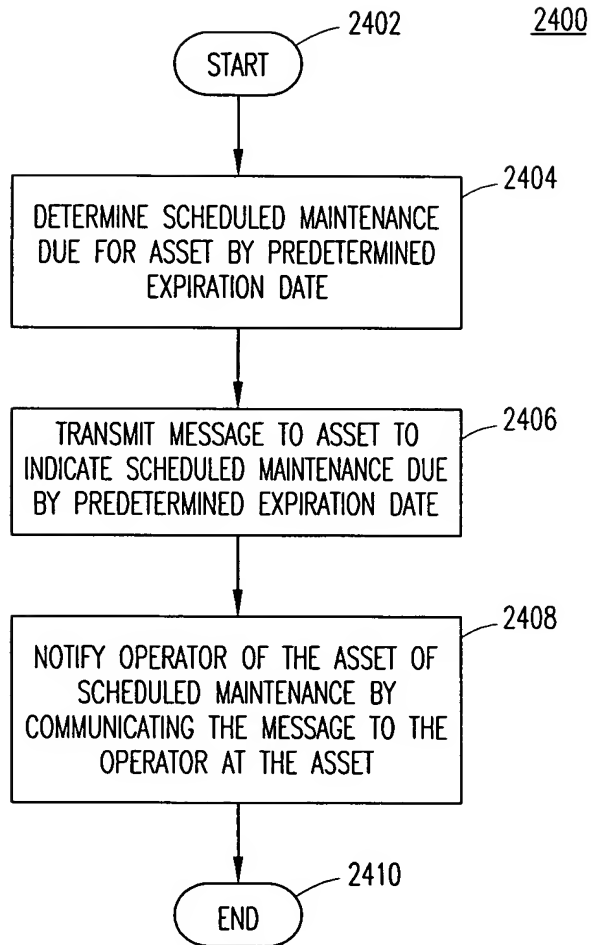 2400
2402
START
2404
DETERMINE SCHEDULED MAINTENANCE
DUE FOR ASSET BY PREDETERMINED
EXPIRATION DATE
2406
TRANSMIT MESSAGE TO ASSET TO
INDICATE SCHEDULED MAINTENANCE DUE
BY PREDETERMINED EXPIRATION DATE
2408
NOTIFY OPERATOR OF THE ASSET OF
SCHEDULED MAINTENANCE BY
COMMUNICATING THE MESSAGE TO THE
OPERATOR AT THE ASSET
2410
END